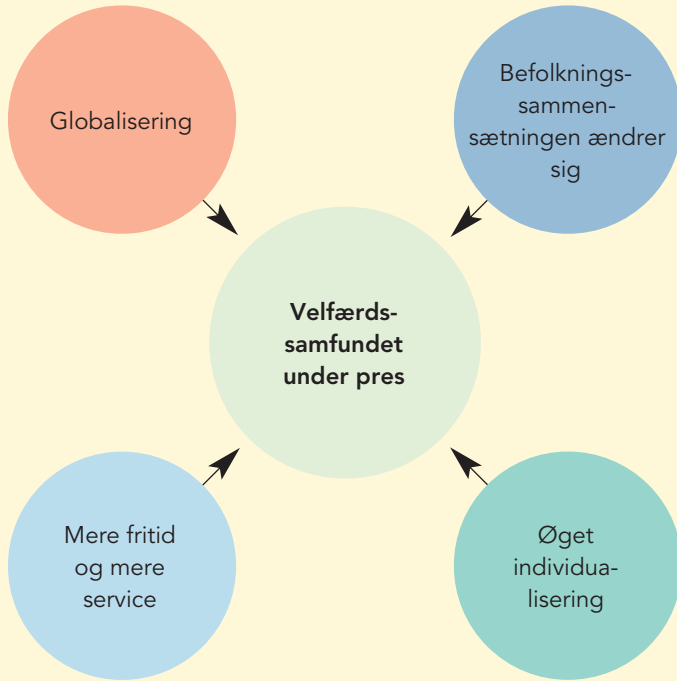 Globalisering
Befolknings-
sammen-
sætningen ændrer
sig
Velfærds-
samfundet
under pres
Mere fritid
og mere
service
Øget
individua-
lisering